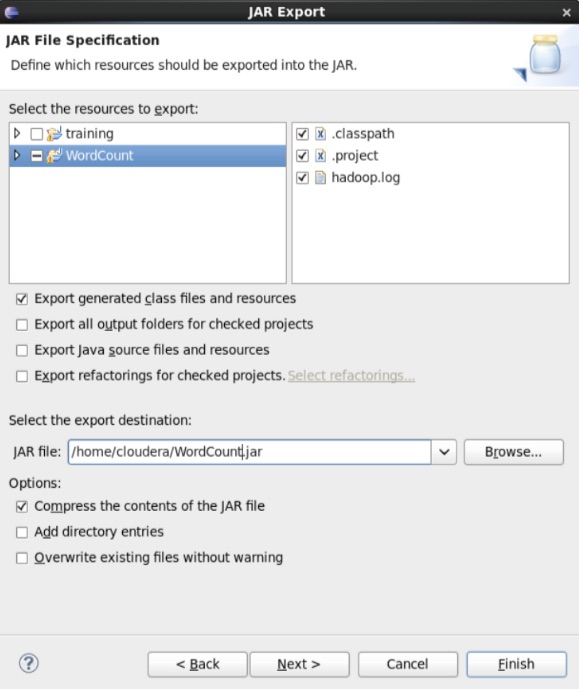 JAR Export
JAR File Specification
Define which resources should be exported into the JAR.
Select the resources to export:
training
WordCount
.classpath
.project
hadoop.log
Export generated class files and resources
Export all output folders for checked projects
Export Java source files and resources
Export refactorings for checked projects. Select refactorings...
Select the export destination:
JAR file: /home/cloudera/WordCount.jar Browse...
Options:
Compress the contents of the JAR file
Add directory entries
Overwrite existing files without warning
? < Back Next > Cancel Finish